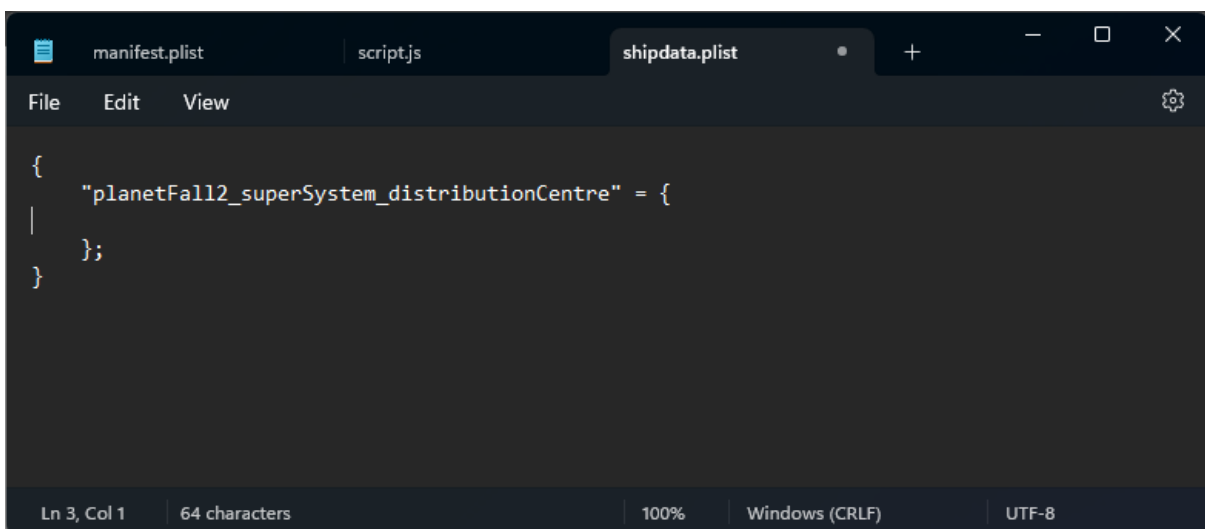 manifest.plist script.js shipdata.plist
File Edit View
{
"planetFall2_superSystem_distributionCentre" = {
};
}
Ln 3, Col 1 64 characters 100% Windows (CRLF) UTF-8